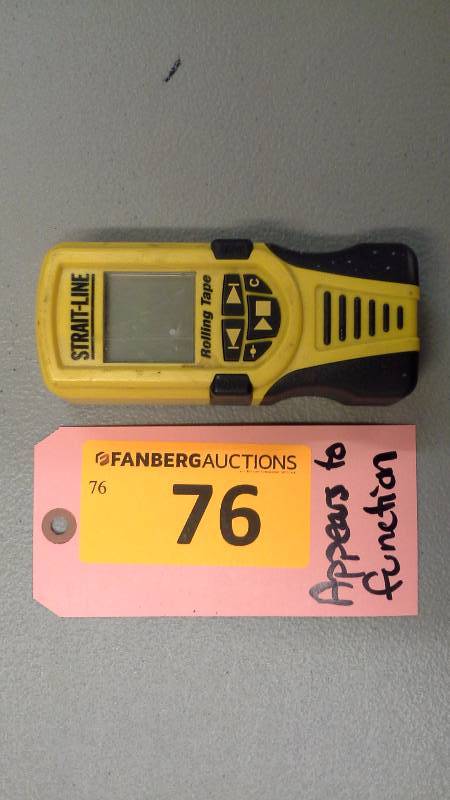 STRAIT-LINE
Rolling Tape
C
FANBERGAUCTIONS
76
76
Appears to
function